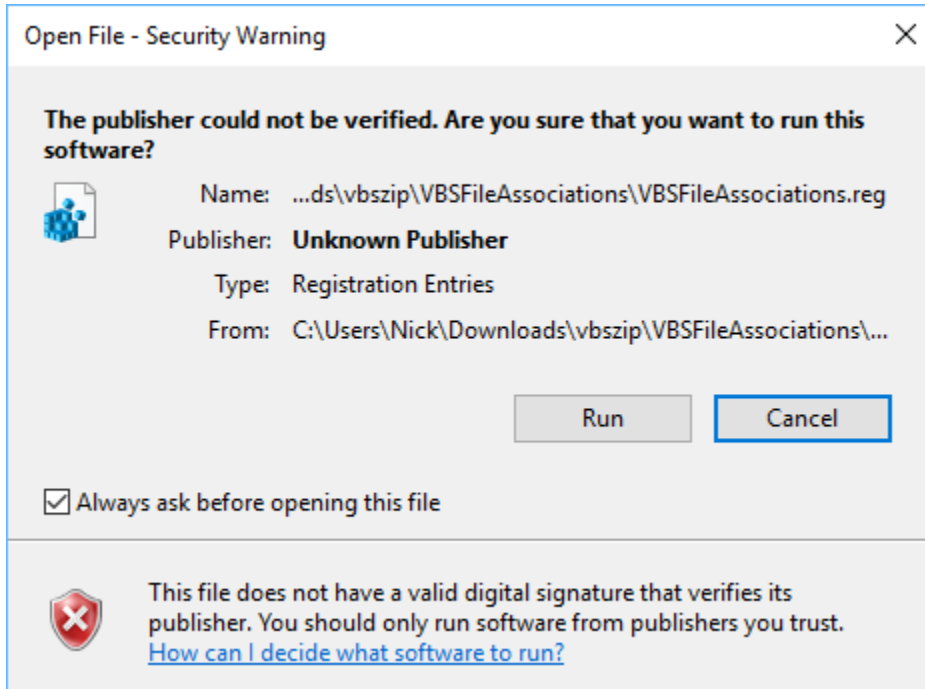 Open File - Security Warning
The publisher could not be verified. Are you sure that you want to run this
software?
Name: ...ds\vbszip\VBSFileAssociations\VBSFileAssociations.reg
Publisher: Unknown Publisher
Type: Registration Entries
From: C:\Users\Nick\Downloads\vbszip\VBSFileAssociations\...
Run Cancel
Always ask before opening this file
This file does not have a valid digital signature that verifies its
publisher. You should only run software from publishers you trust.
How can I decide what software to run?